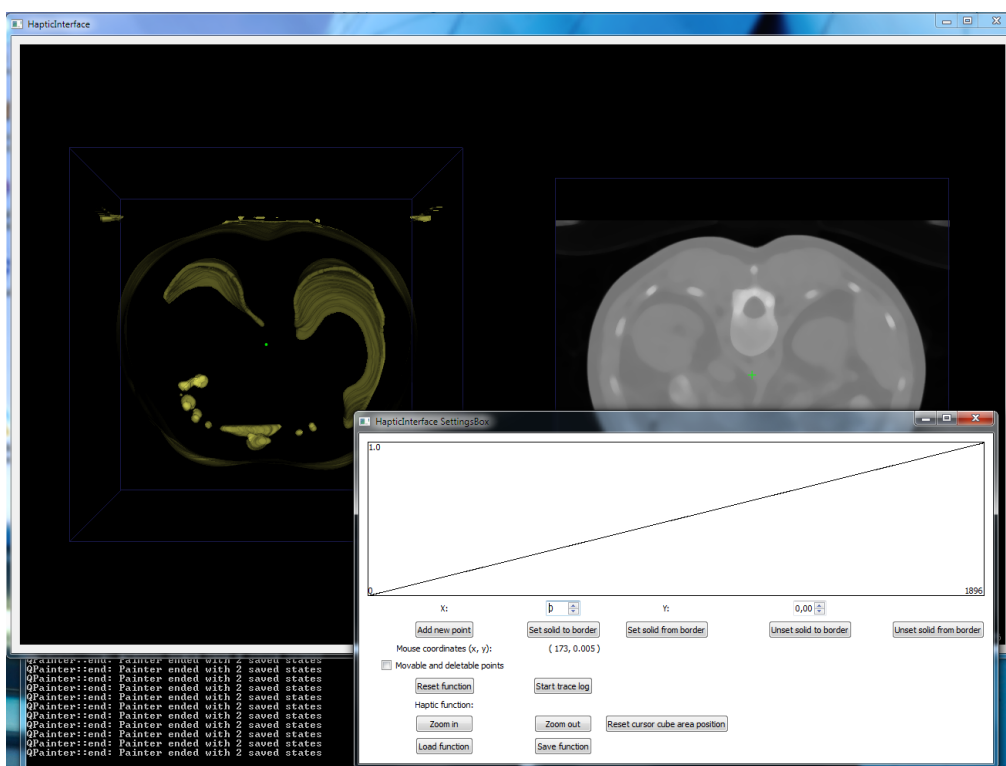 HapticInterface
HapticInterface SettingsBox
1.0
0
1896
X:
0
Y:
0,00
Add new point
Set solid to border
Set solid from border
Unset solid to border
Unset solid from border
Mouse coordinates (x, y):
( 173, 0.005 )
Movable and deletable points
Reset function
Start trace log
Haptic function:
Zoom in
Zoom out
Reset cursor cube area position
Load function
Save function
QPainter::end: Painter ended with 2 saved states
QPainter::end: Painter ended with 2 saved states
QPainter::end: Painter ended with 2 saved states
QPainter::end: Painter ended with 2 saved states
QPainter::end: Painter ended with 2 saved states
QPainter::end: Painter ended with 2 saved states
QPainter::end: Painter ended with 2 saved states
QPainter::end: Painter ended with 2 saved states
QPainter::end: Painter ended with 2 saved states
QPainter::end: Painter ended with 2 saved states
QPainter::end: Painter ended with 2 saved states